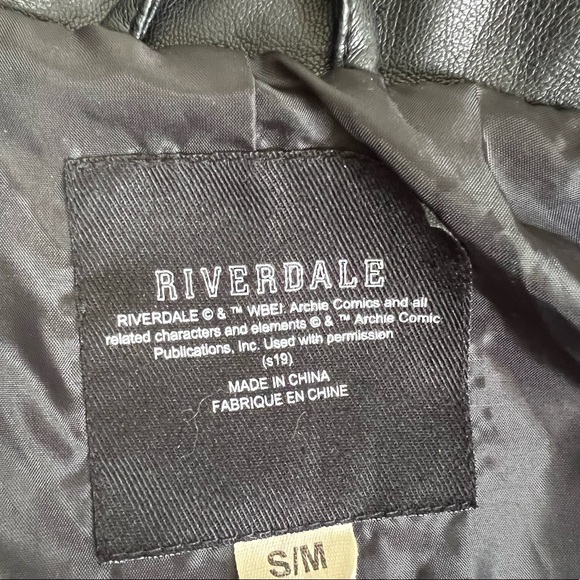 RIVERDALE
RIVERDALE © & ™ WBEI. Archie Comics and all
related characters and elements © & ™ Archie Comic
Publications, Inc. Used with permission
(s19)
MADE IN CHINA
FABRIQUE EN CHINE
S/M